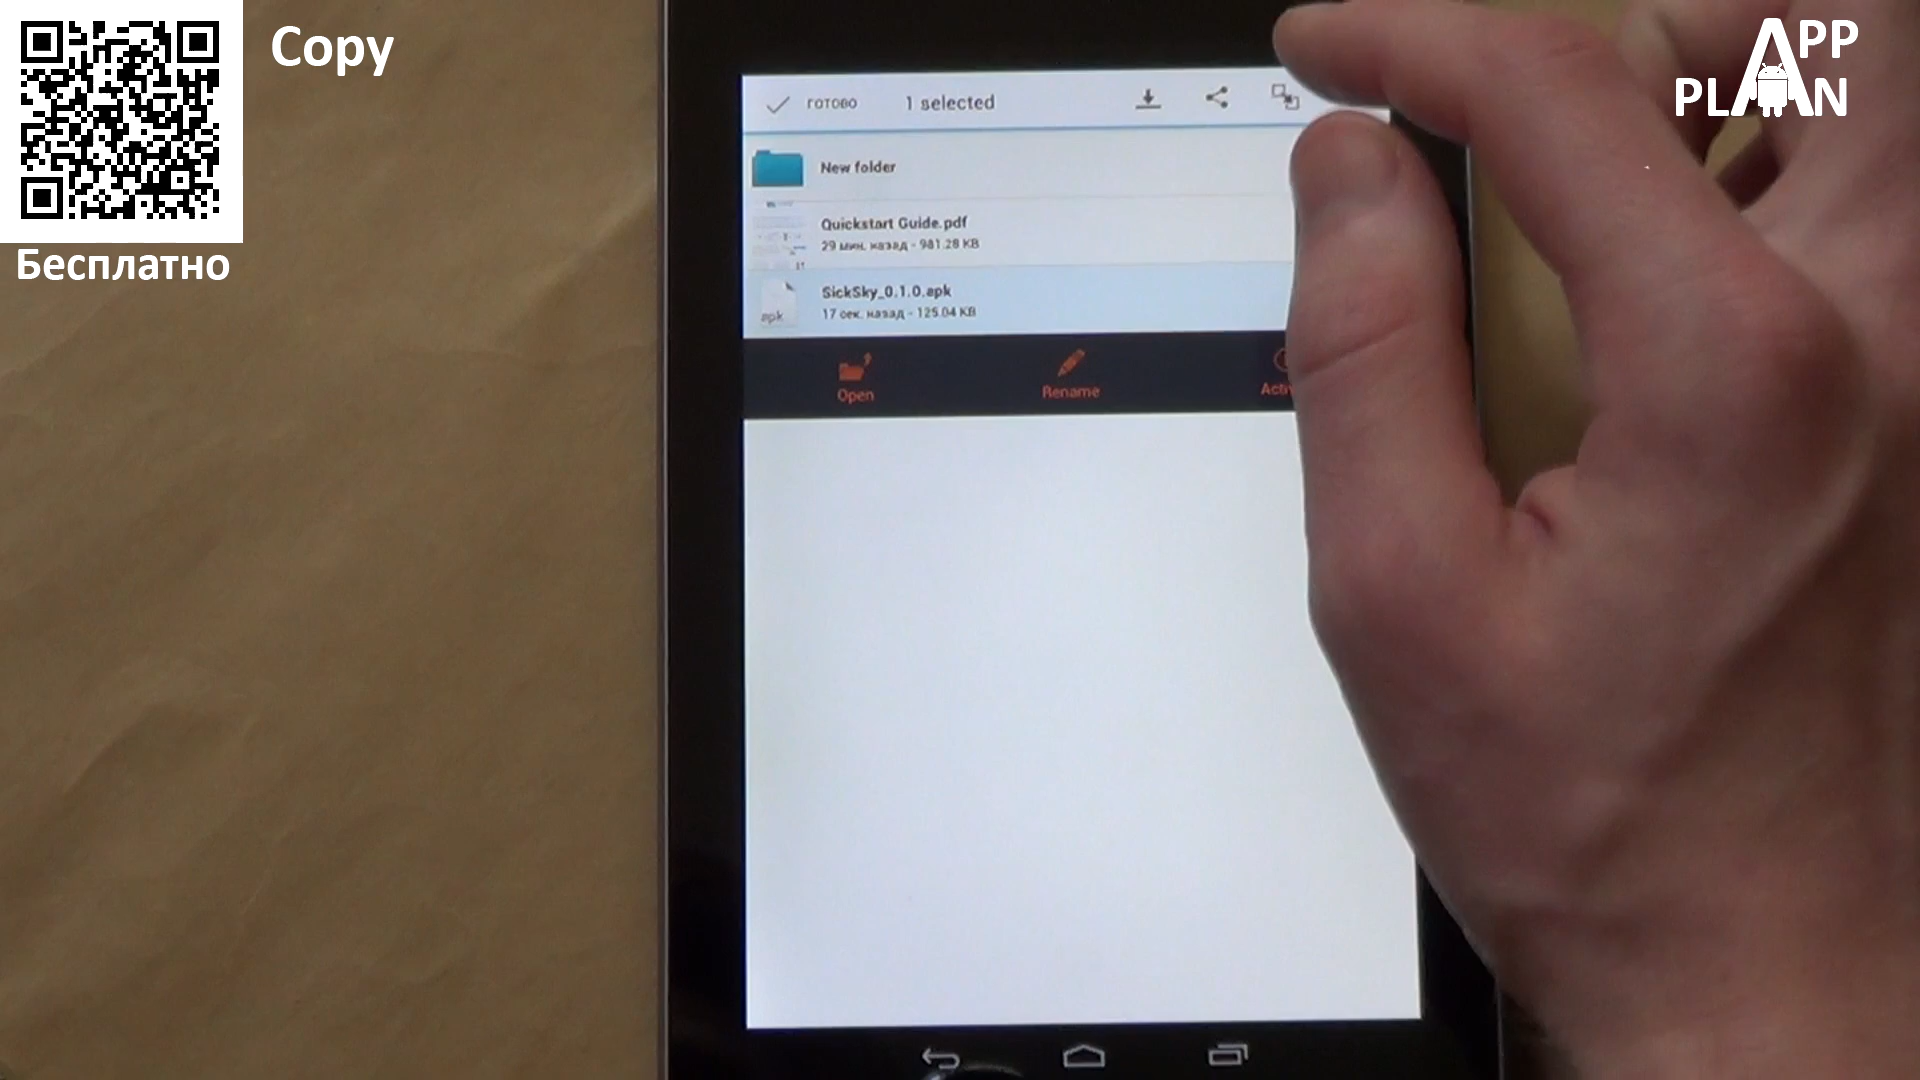 Copy
Бесплатно
APP
PLAN
ГОТОВО 1 selected
New folder
Quickstart Guide.pdf
29 мин. назад - 981.28 KB
apk
SickSky_0.1.0.apk
17 сек. назад - 125.04 KB
Open Rename